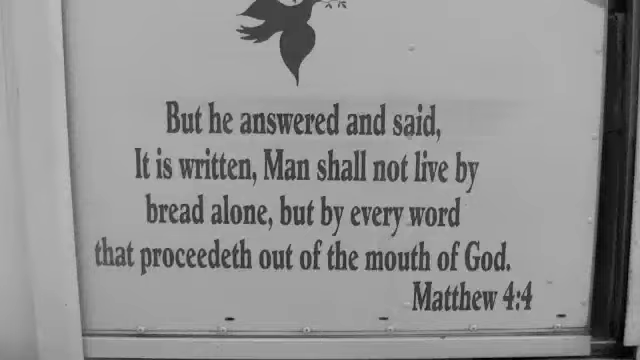 But he answered and said,
It is written, Man shall not live by
bread alone, but by every word
that proceedeth out of the mouth of God.
Matthew 4:4